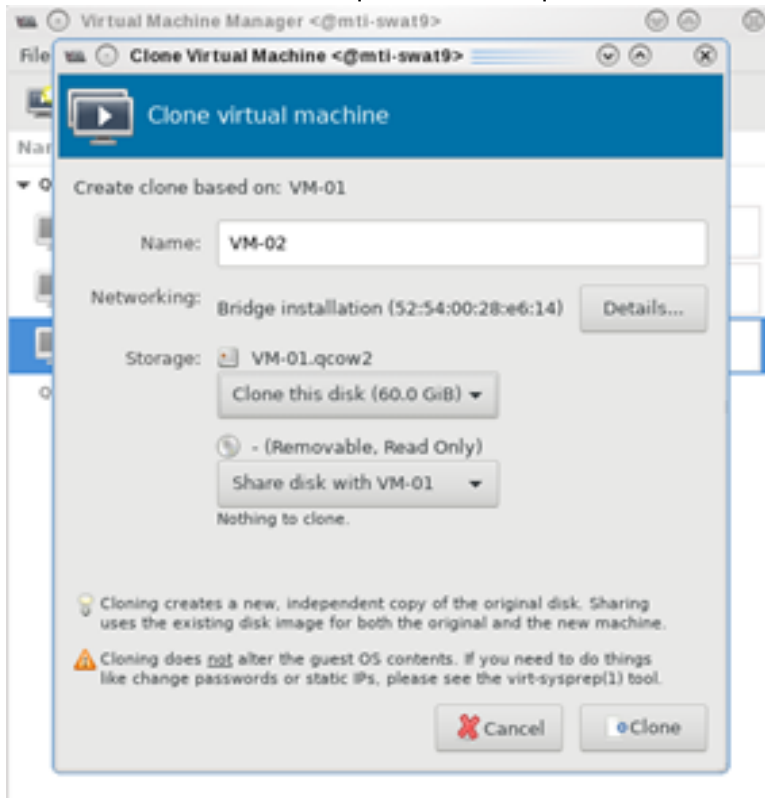 Virtual Machine Manager <@mti-swat9>
File
Clone Virtual Machine <@mti-swat9>
Clone virtual machine
Create clone based on: VM-01
Name: VM-02
Networking: Bridge installation (52:54:00:28:e6:14) Details...
Storage: VM-01.qcow2
Clone this disk (60.0 GiB)
- (Removable, Read Only)
Share disk with VM-01
Nothing to clone.
Cloning creates a new, independent copy of the original disk. Sharing
uses the existing disk image for both the original and the new machine.
Cloning does not alter the guest OS contents. If you need to do things
like change passwords or static IPs, please see the virt-sysprep(1) tool.
Cancel Clone